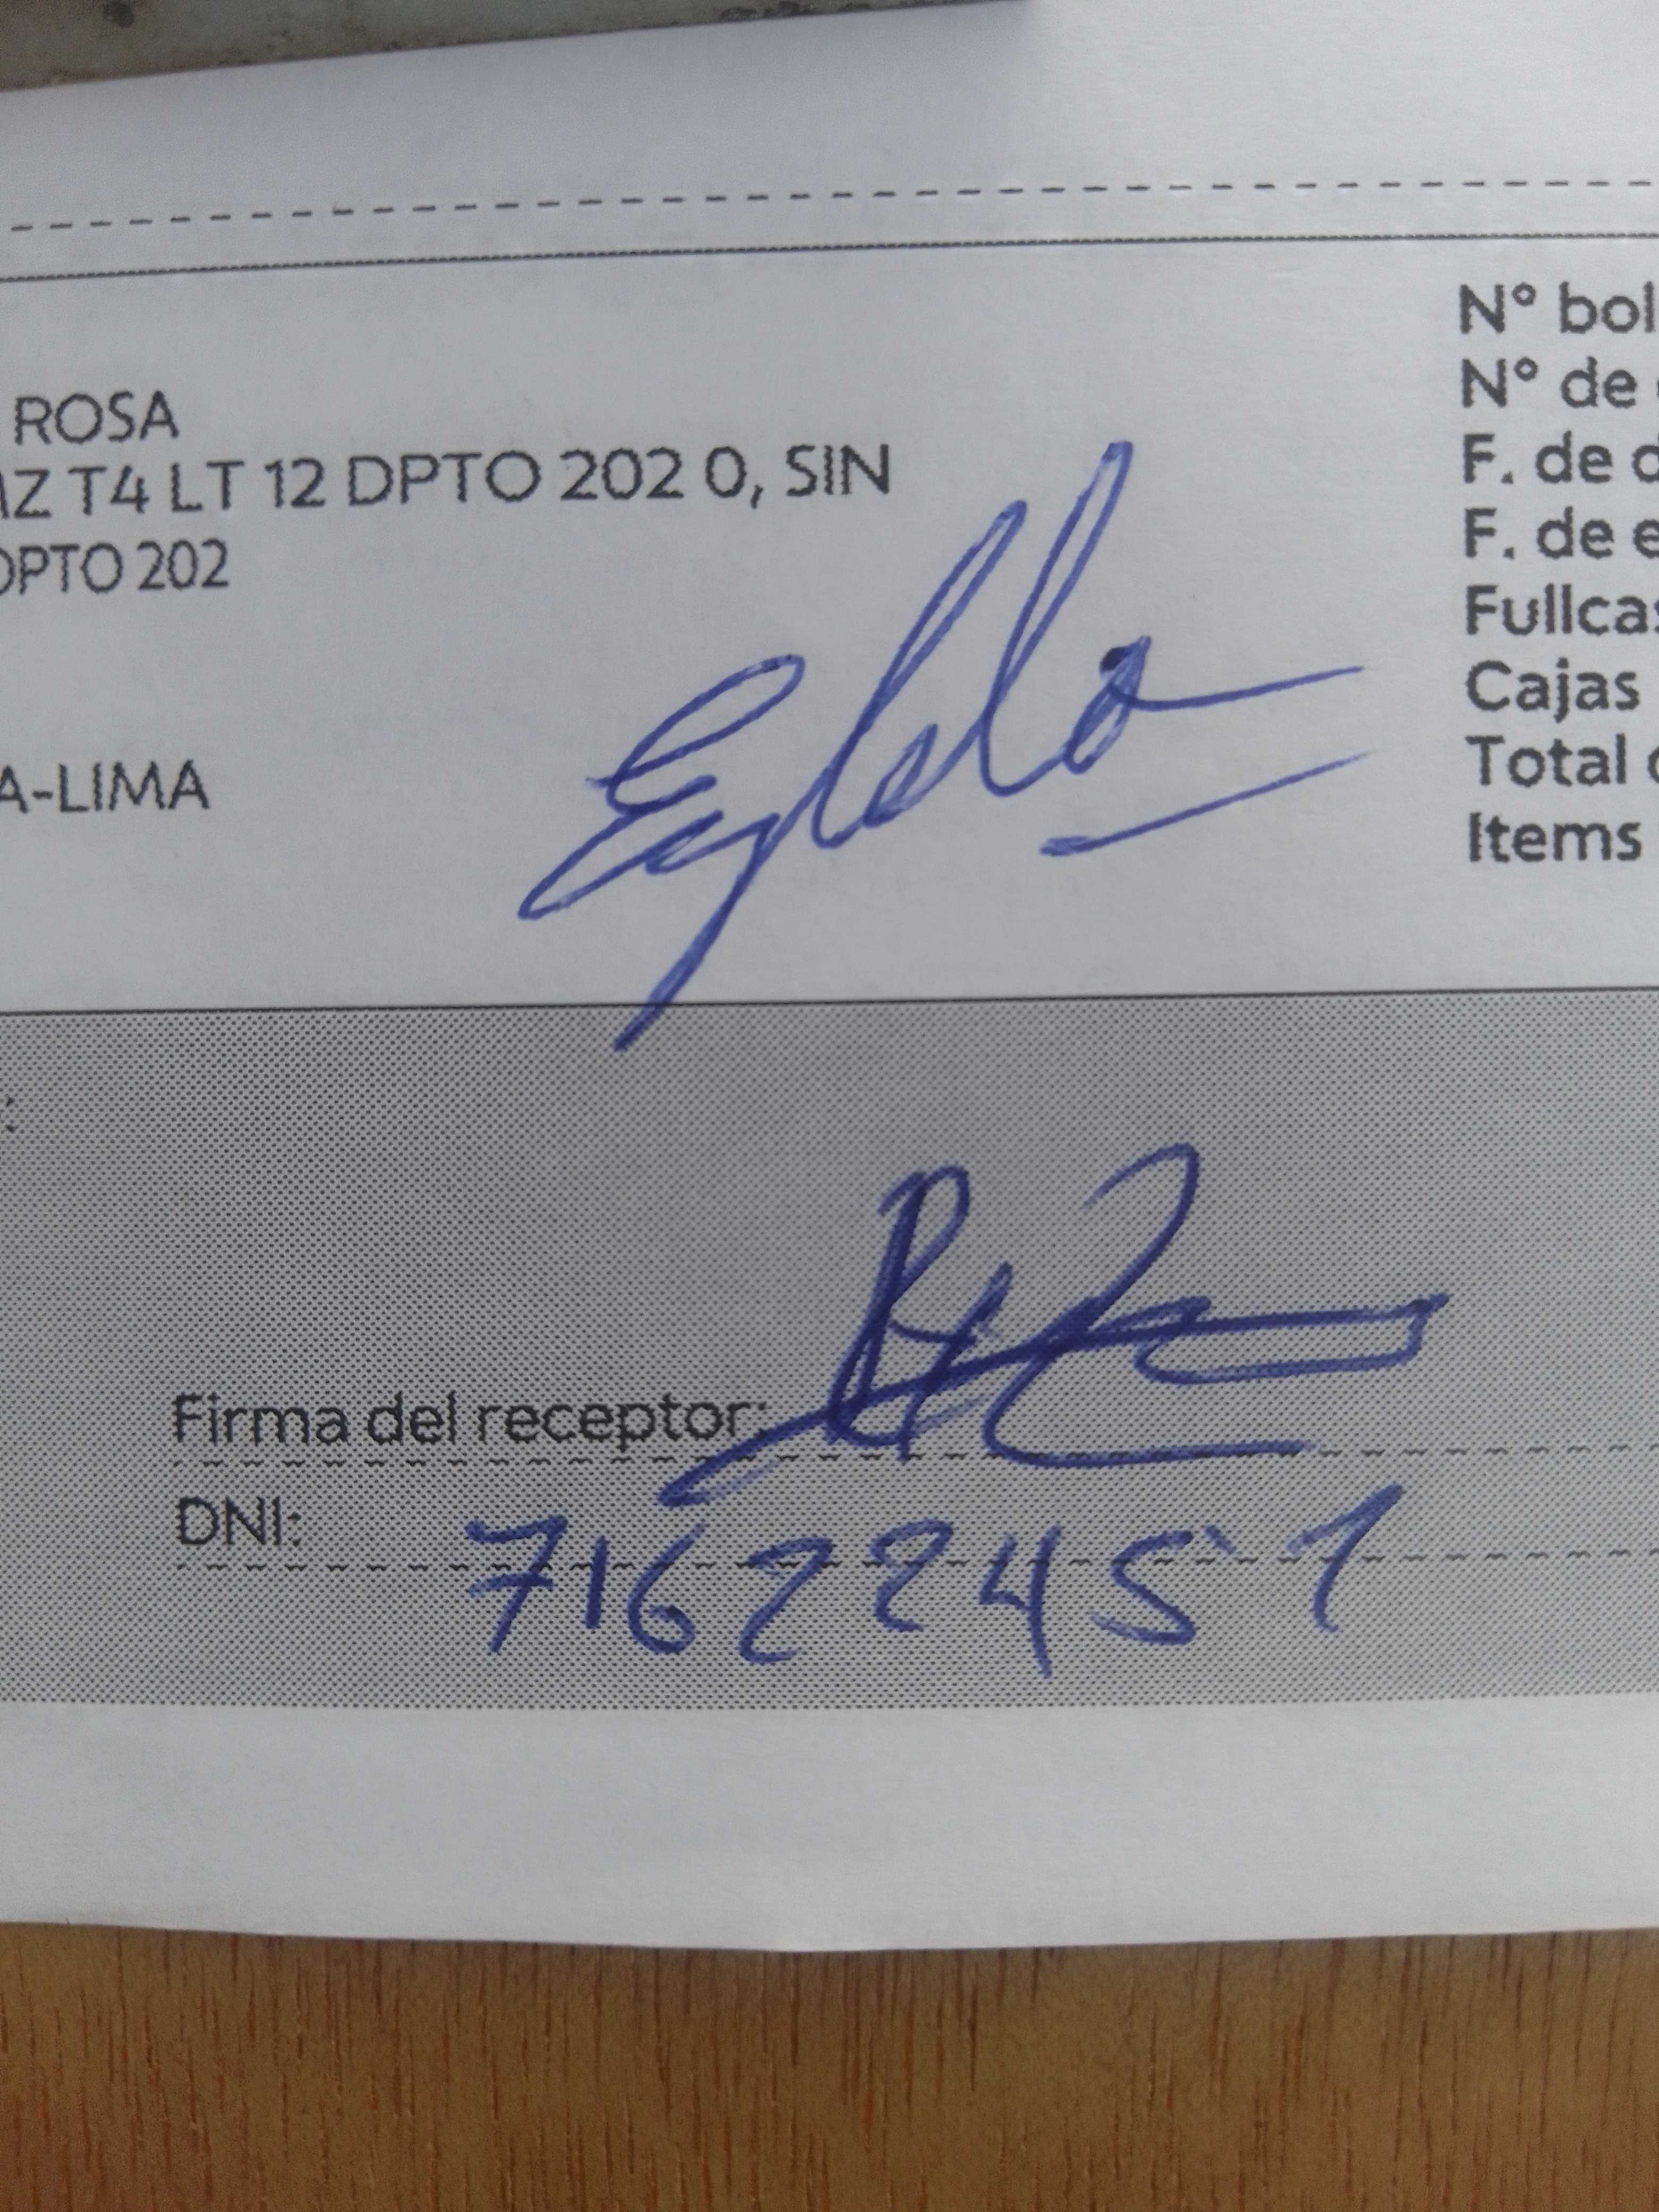 ROSA
MZ T4 LT 12 DPTO 202 0, SIN
DPTO 202
A-LIMA
N° bol
N° de
F. de d
F. de e
Fullcas
Cajas
Total
Items
:
Firma del receptor:
DNI: 71622451